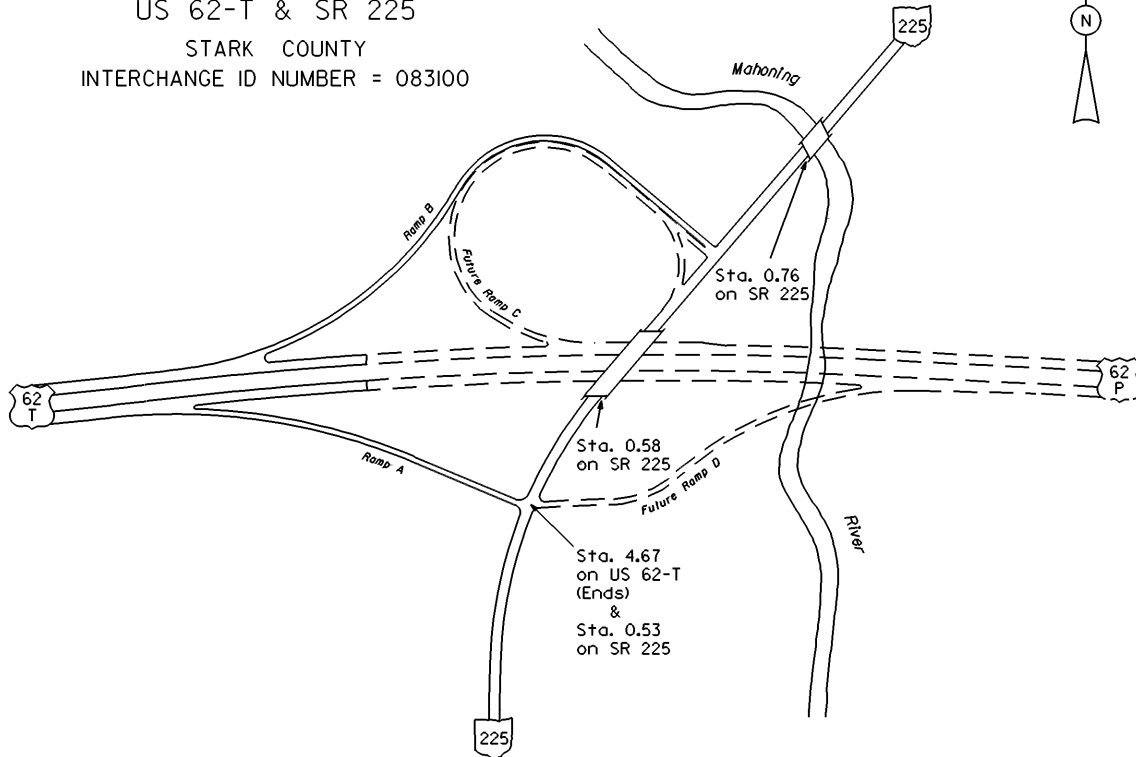 US 62-T & SR 225
STARK COUNTY
INTERCHANGE ID NUMBER = 083100
225
N
Mahoning
Ramp B
Future Ramp C
Sta. 0.76
on SR 225
62
T
62
P
Ramp A
Sta. 0.58
on SR 225
Future Ramp D
River
Sta. 4.67
on US 62-T
(Ends)
&
Sta. 0.53
on SR 225
225